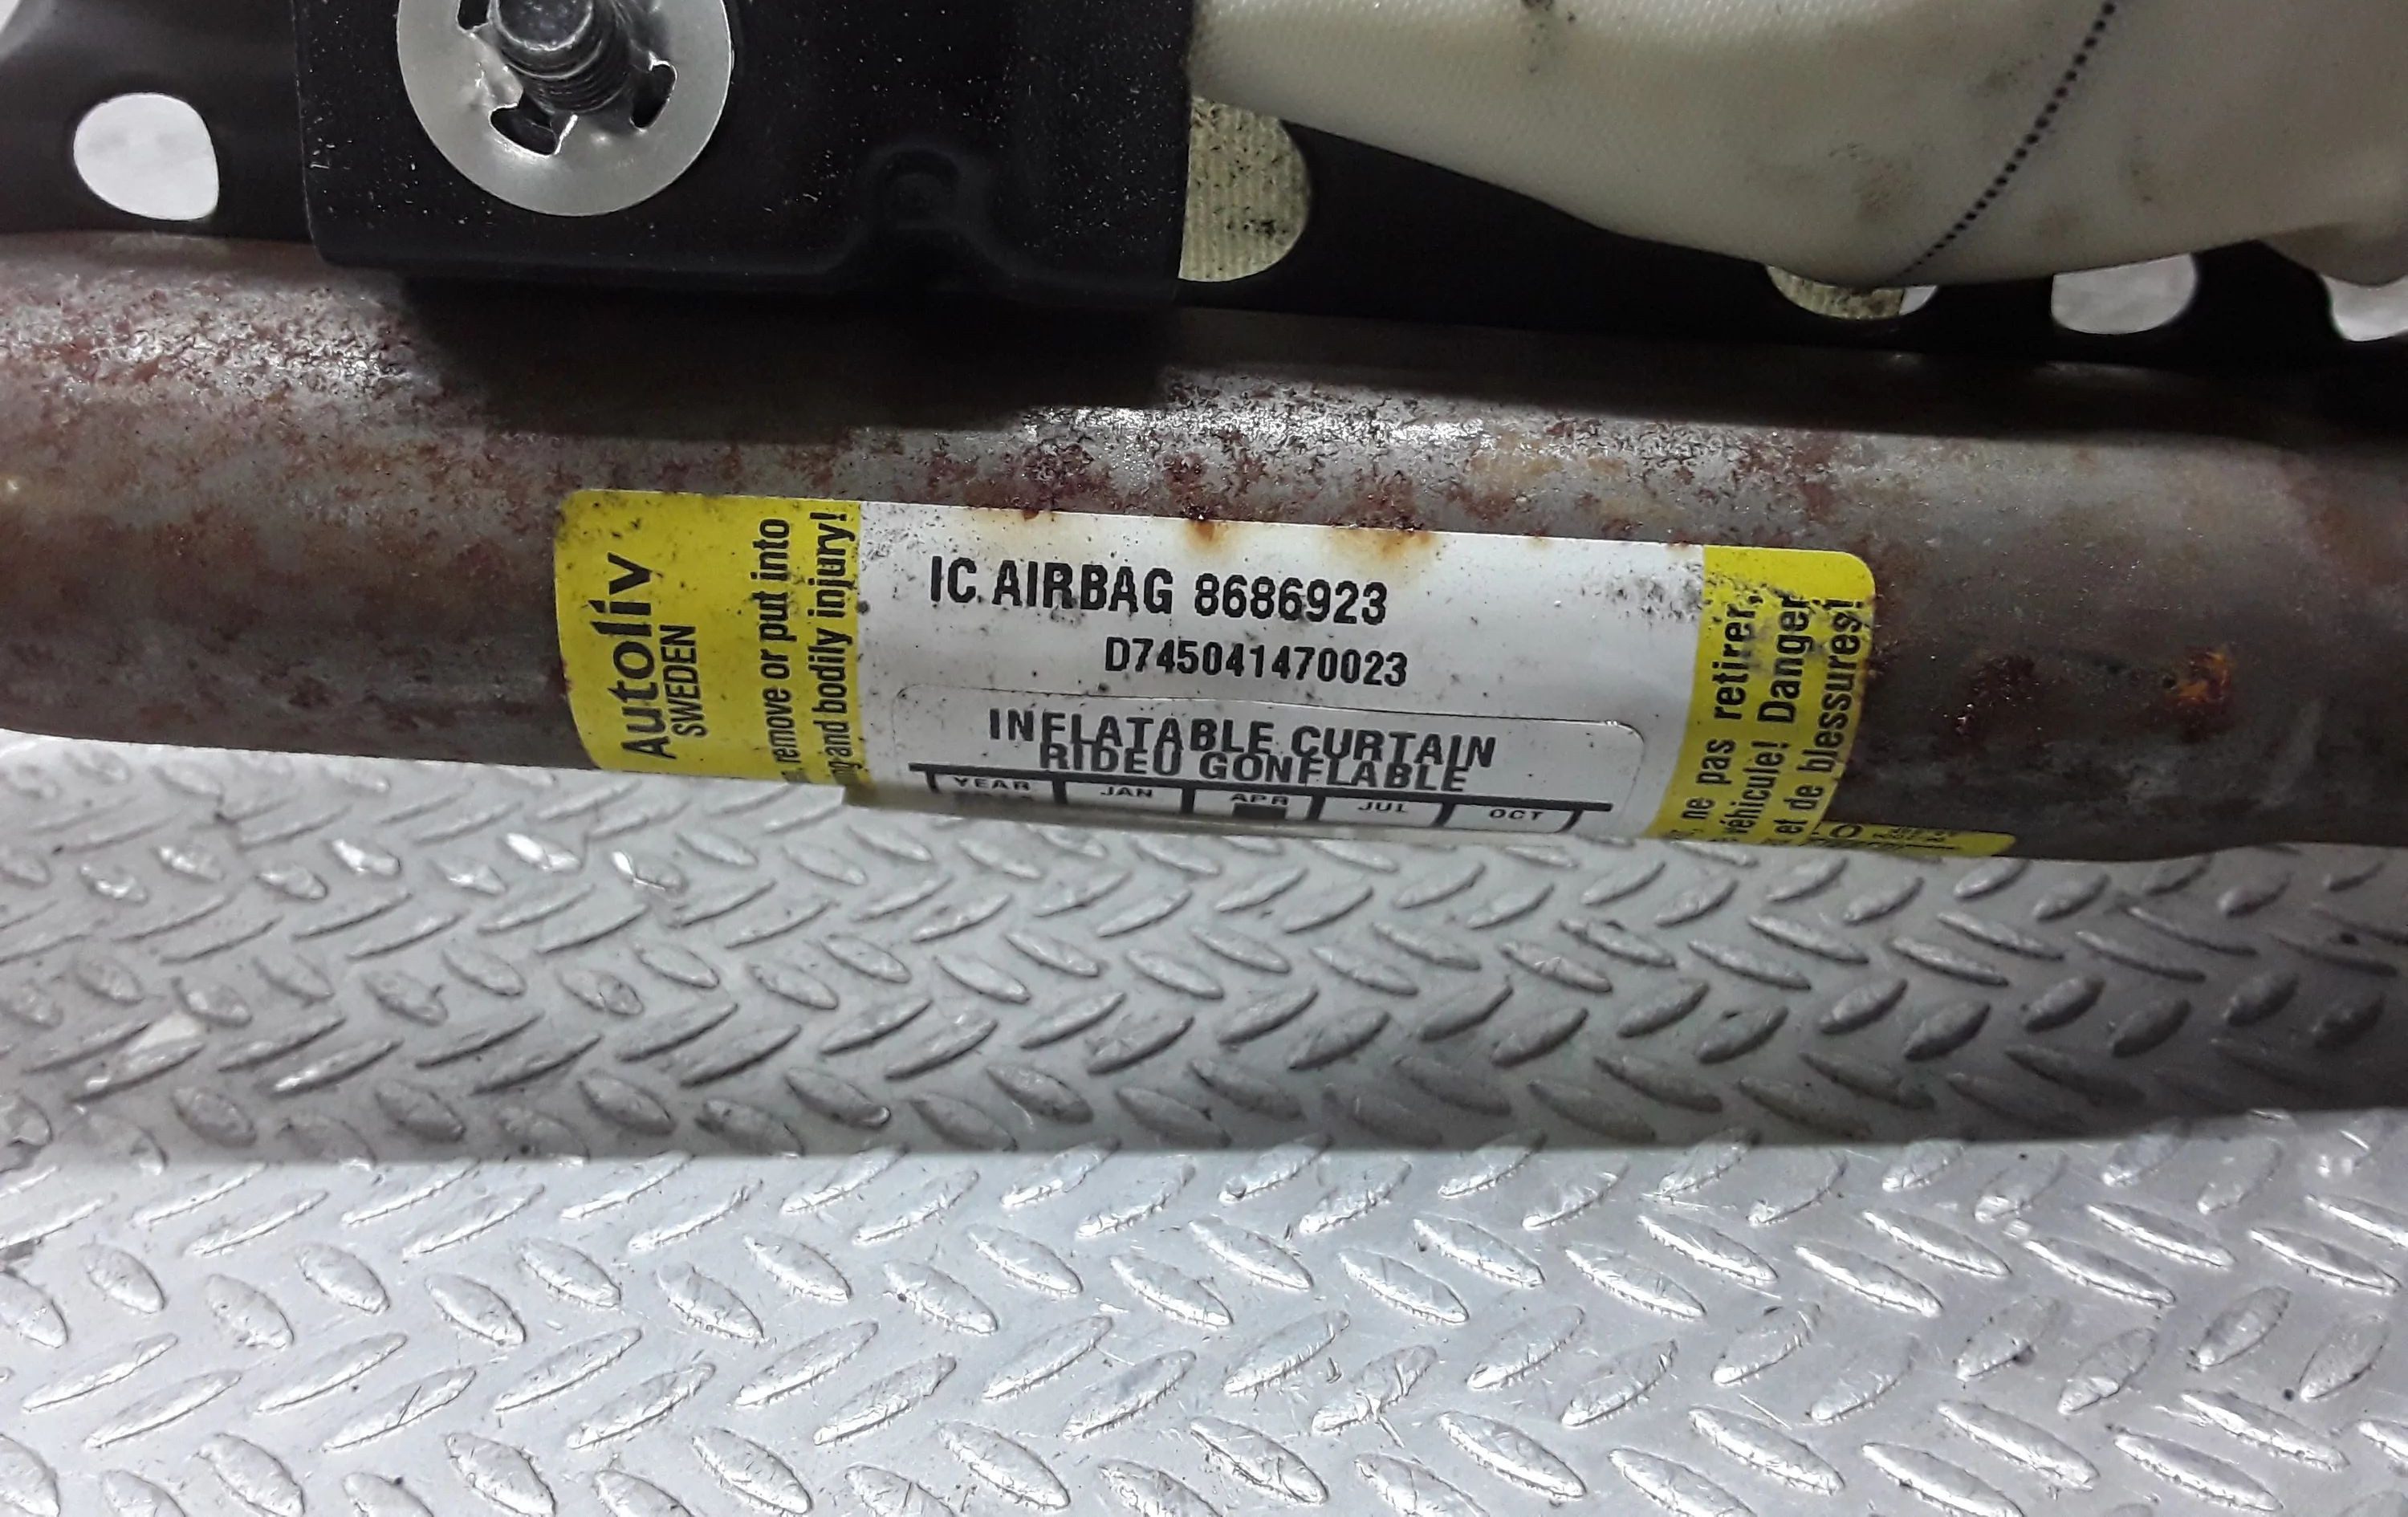 Autoliv
SWEDEN
remove or put into
and bodily injury!
IC AIRBAG 8686923
D745041470023
INFLATABLE CURTAIN
RIDEU GONFLABLE
YEAR JAN APR JUL OCT
ne pas retirer,
véhicule! Danger
et de blessures!